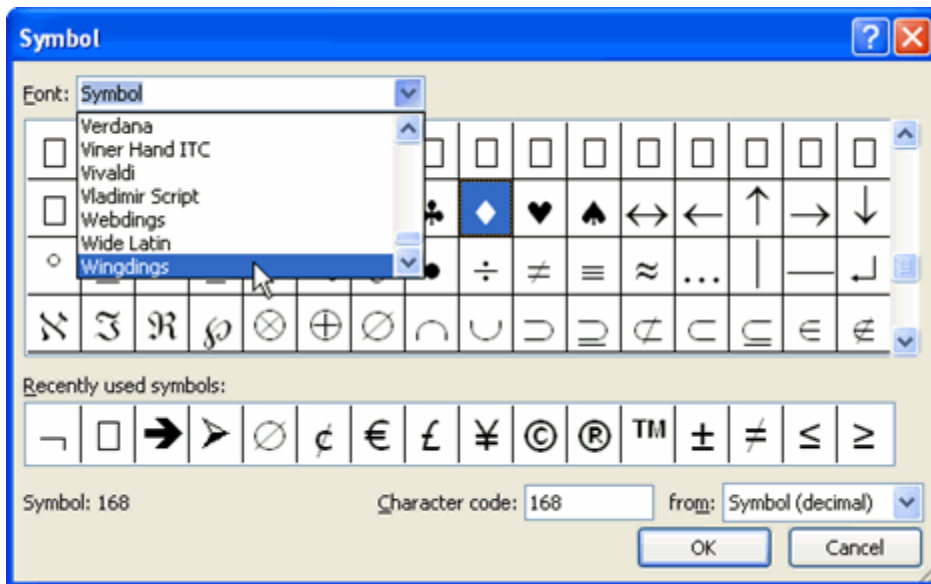 Symbol
Font: Symbol
Verdana
Viner Hand ITC
Vivaldi
Vladimir Script
Webdings
Wide Latin
Wingdings
♦ ♥ ♠ ↔ ← ↑ → ↓
÷ ≠ ≡ ≈ … │ — ↵
ℵ ℑ ℜ ℘ ⊗ ⊕ ∅ ∩ ∪ ⊃ ⊇ ⊄ ⊂ ⊆ ∈ ∉
Recently used symbols:
¬ □ ➔ ➢ ∅ ¢ € £ ¥ © ® ™ ± ≠ ≤ ≥
Symbol: 168
Character code: 168 from: Symbol (decimal)
OK Cancel